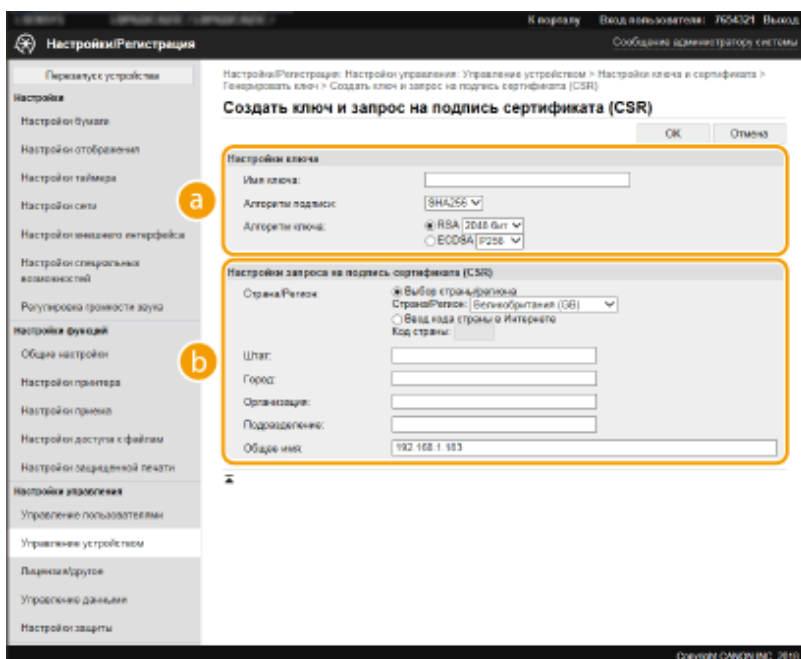 К порталу Вход пользователя: 7654321 Выход
Настройки/Регистрация
Сообщение администратору системы
Перезапуск устройства
Настройки
Настройки бумаги
Настройки отображения
Настройки таймера
Настройки сети
Настройки внешнего интерфейса
Настройки специальных
возможностей
Регулировка громкости звука
Настройки функций
Общие настройки
Настройки принтера
Настройки приема
Настройки доступа к файлам
Настройки защищенной печати
Настройки управления
Управление пользователями
Управление устройством
Лицензия/другое
Управление данными
Настройки защиты
Настройки/Регистрация: Настройки управления: Управление устройством > Настройки ключа и сертификата >
Генерировать ключ > Создать ключ и запрос на подпись сертификата (CSR)
Создать ключ и запрос на подпись сертификата (CSR)
OK Отмена
a
Настройки ключа
Имя ключа:
Алгоритм подписи: SHA256
Алгоритм ключа: RSA 2048 бит
ECDSA P256
b
Настройки запроса на подпись сертификата (CSR)
Страна/Регион: Выбор страны/региона
Страна/Регион: Великобритания (GB)
Ввод кода страны в Интернете
Код страны:
Штат:
Город:
Организация:
Подразделение:
Общее имя: 192.168.1.183
Copyright CANON INC. 2018